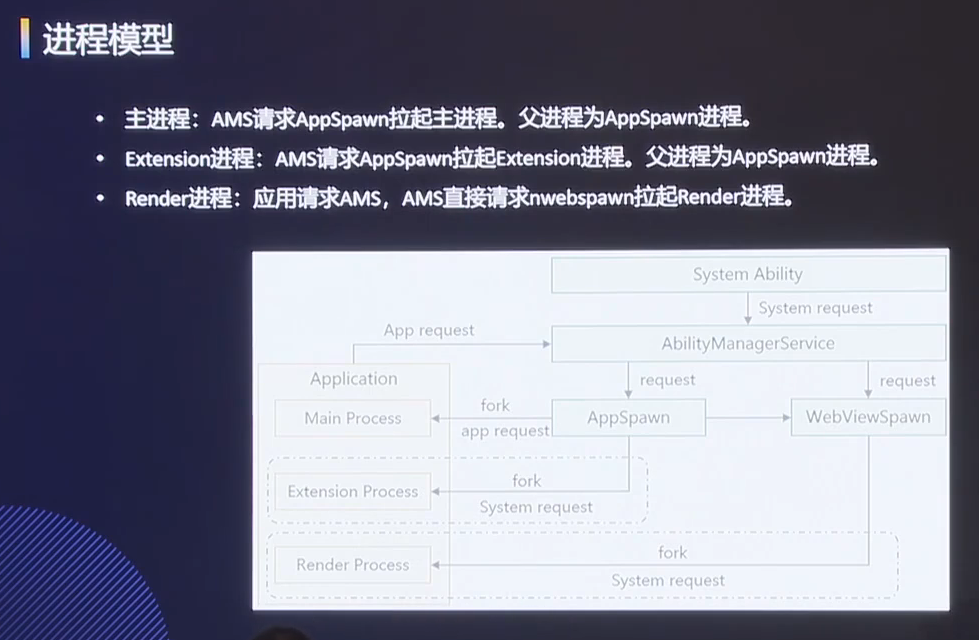 进程模型
• 主进程：AMS请求AppSpawn拉起主进程。父进程为AppSpawn进程。
• Extension进程：AMS请求AppSpawn拉起Extension进程。父进程为AppSpawn进程。
• Render进程：应用请求AMS，AMS直接请求nwebspawn拉起Render进程。
System Ability
System request
App request
AbilityManagerService
Application
request
request
Main Process
fork
app request
AppSpawn
WebViewSpawn
Extension Process
fork
System request
Render Process
fork
System request